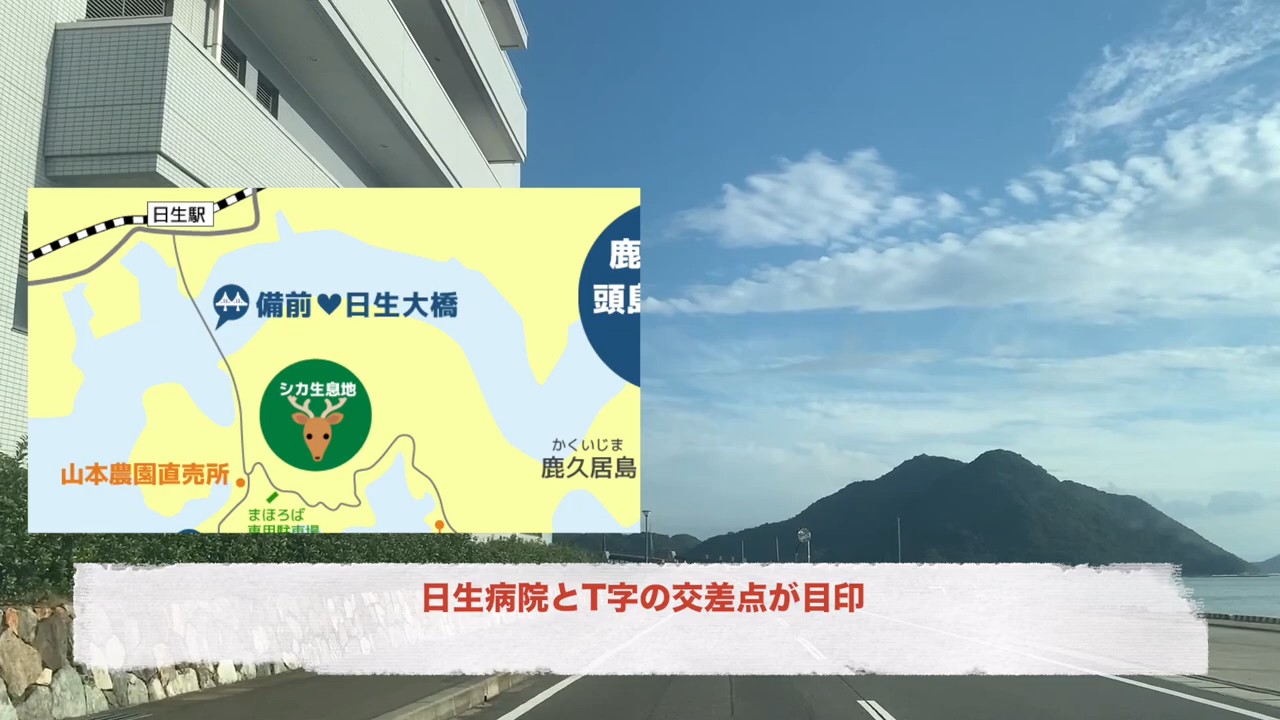 日生駅
鹿
備前♥日生大橋
シカ生息地
かくいじま
鹿久居島
山本農園直売所
まほろば
日生病院とT字の交差点が目印